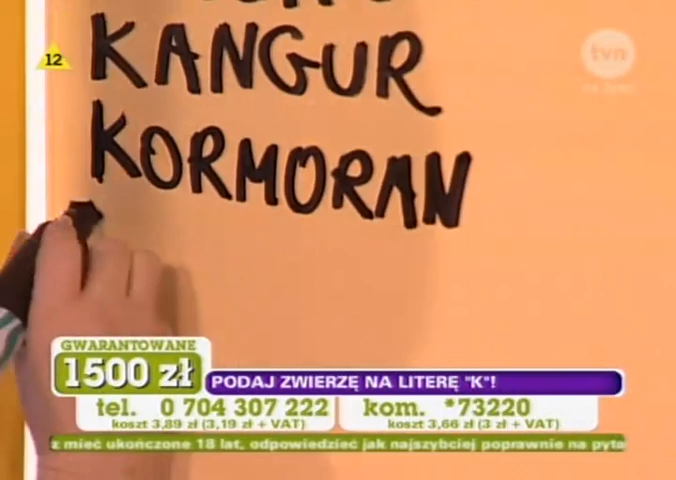 12
tvn
KANGUR
KORMORAN
GWARANTOWANE
1500 zł
PODAJ ZWIERZĘ NA LITERĘ "K"!
tel. 0 704 307 222
kom. *73220
koszt 3,89 zł (3,19 zł + VAT)
koszt 3,66 zł (3 zł + VAT)
z mieć ukończone 18 lat, odpowiedzieć jak najszybciej poprawnie na pyta